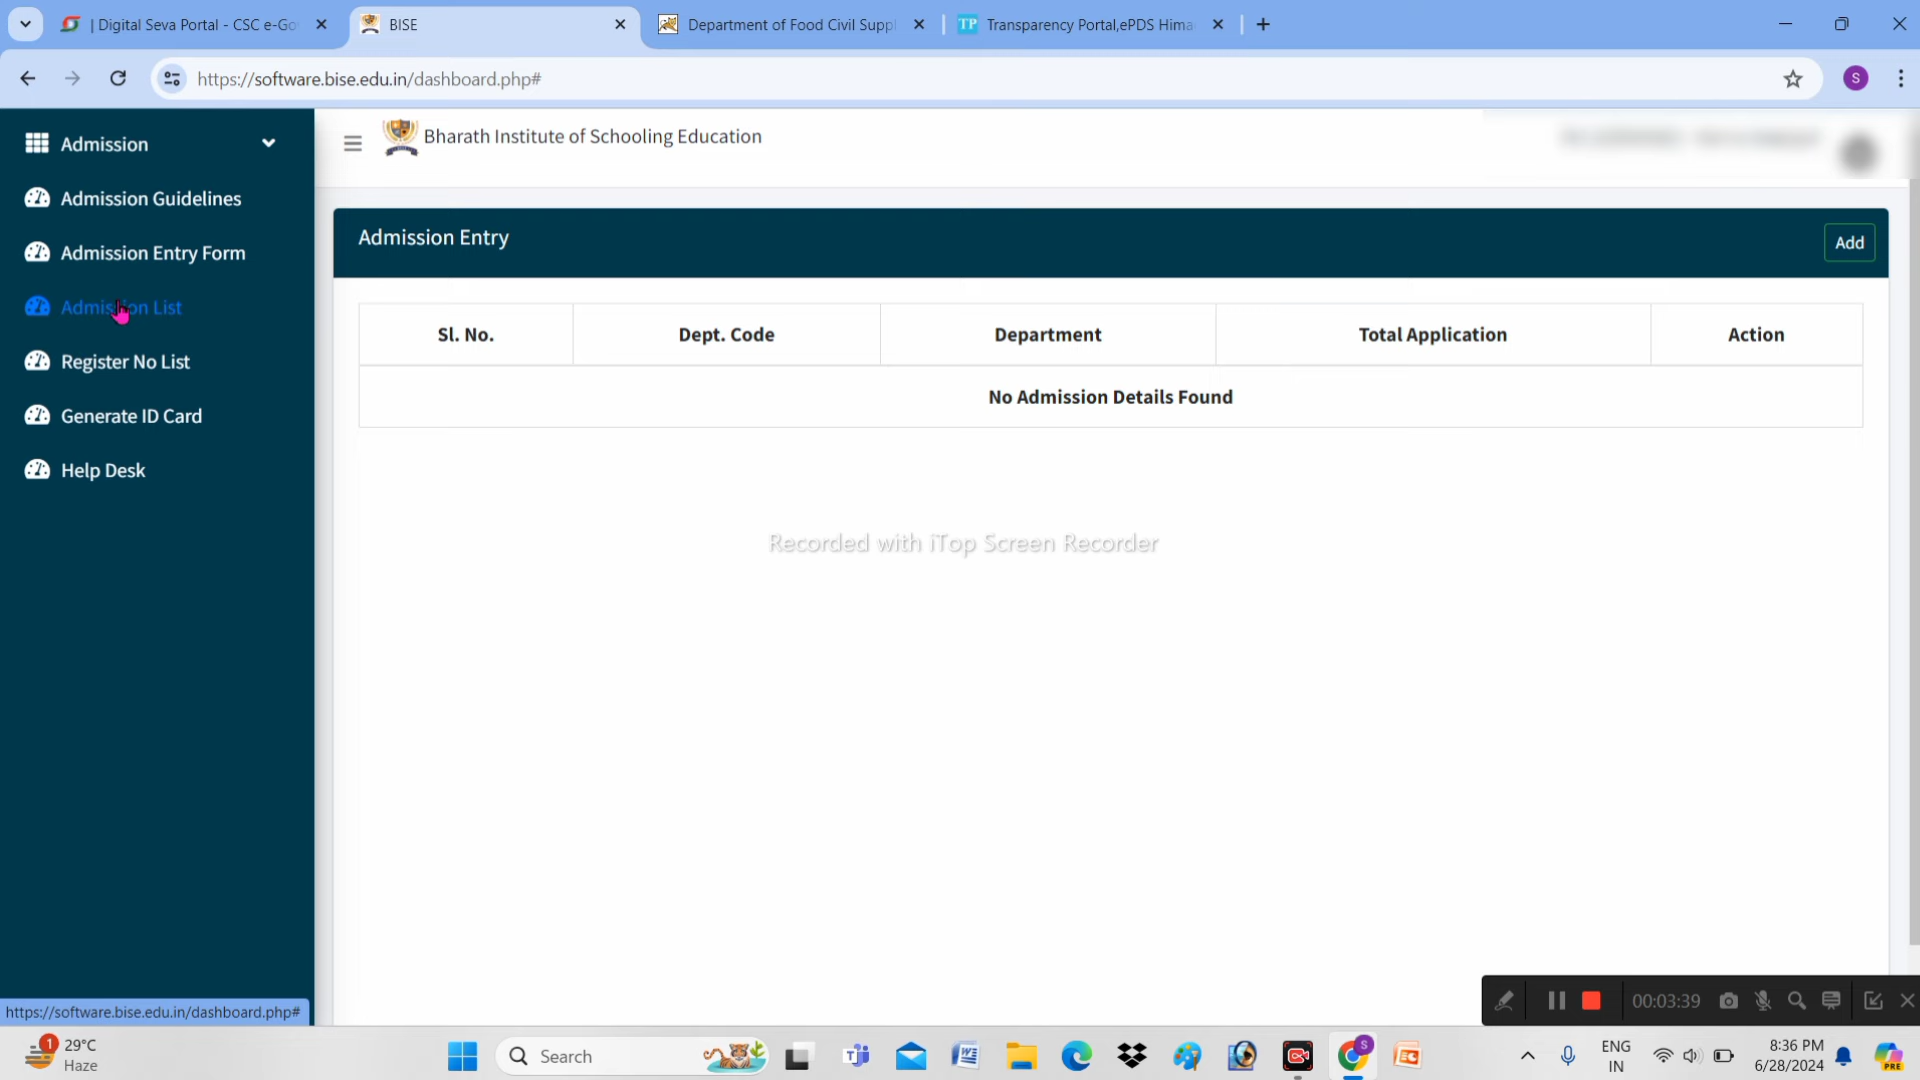 | Digital Seva Portal - CSC e-Go
BISE
Department of Food Civil Suppl
TP Transparency Portal,ePDS Hima
https://software.bise.edu.in/dashboard.php#
S
Admission
Bharath Institute of Schooling Education
Admission Guidelines
Admission Entry Form
Admission List
Register No List
Generate ID Card
Help Desk
Admission Entry
Add
Sl. No. Dept. Code Department Total Application Action
No Admission Details Found
Recorded with iTop Screen Recorder
00:03:39
https://software.bise.edu.in/dashboard.php#
1
29°C
Haze
Search
S
ENG
IN
8:36 PM
6/28/2024
PRE